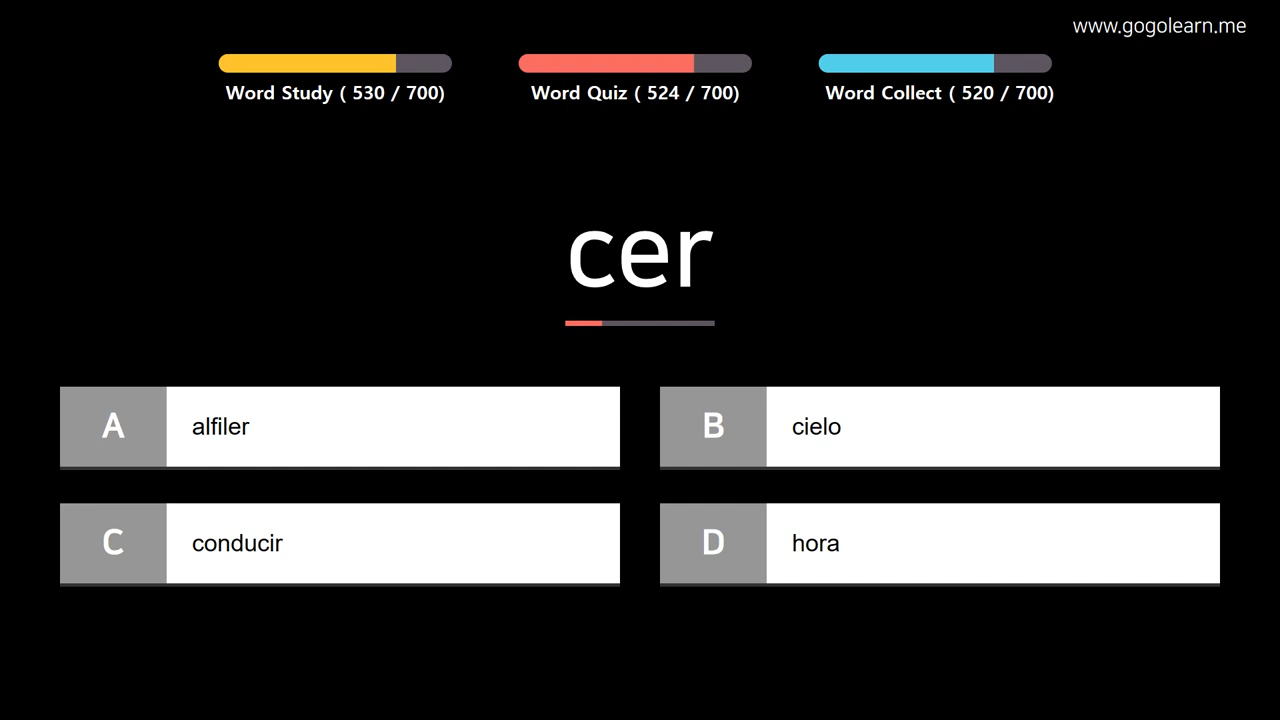 www.gogolearn.me
Word Study ( 530 / 700)
Word Quiz ( 524 / 700)
Word Collect ( 520 / 700)
cer
A alfiler
B cielo
C conducir
D hora